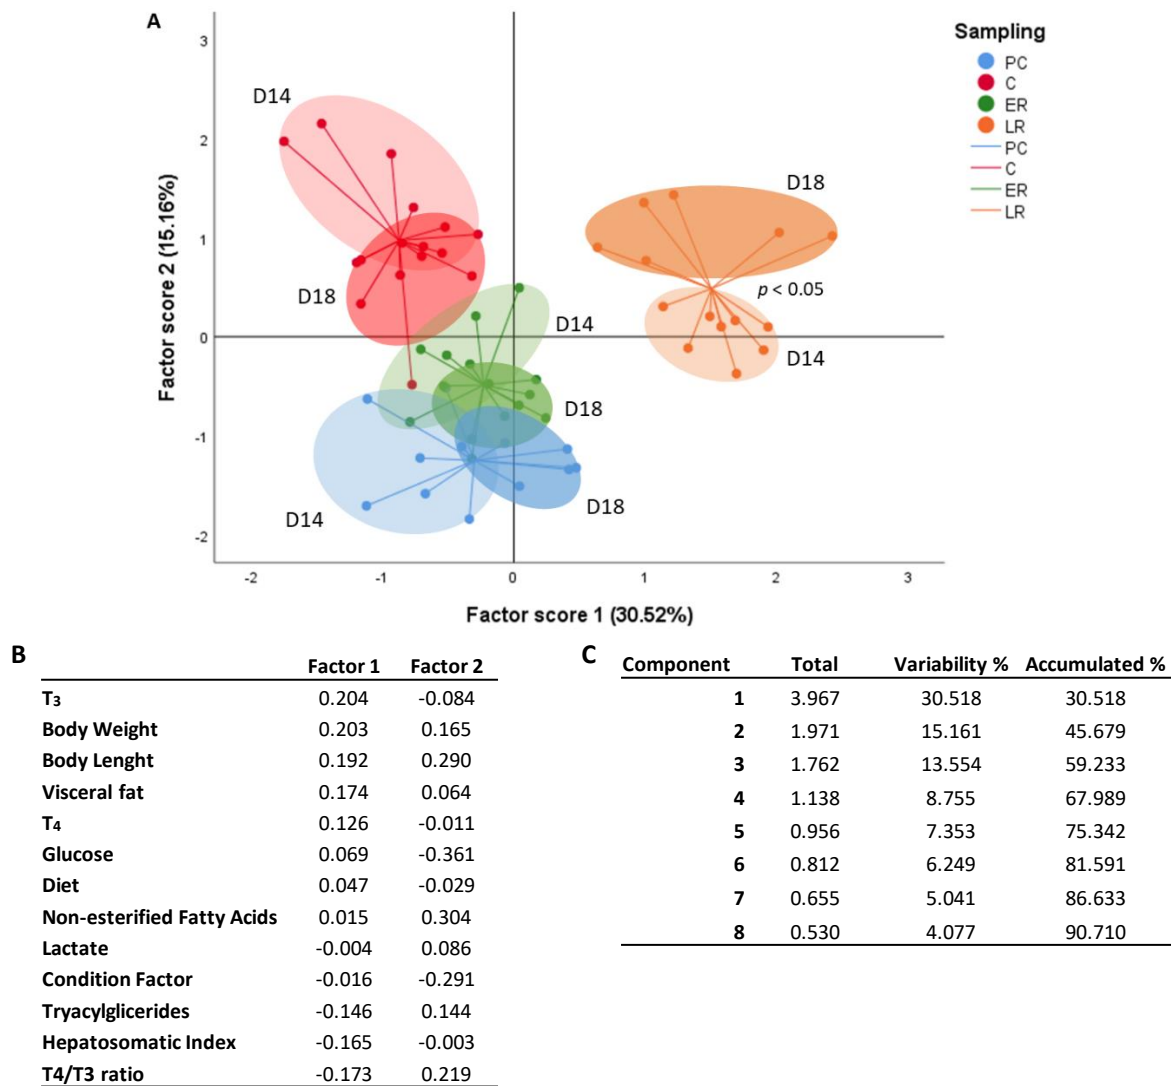 A
Sampling
PC
C
ER
LR
PC
C
ER
LR
Factor score 2 (15.16%)
3
2
1
0
-1
-2
D14
D18
D18
p < 0.05
D14
D14
D18
D14
D18
-2
-1
0
1
2
3
Factor score 1 (30.52%)
B
Factor 1 Factor 2
T3 0.204 -0.084
Body Weight 0.203 0.165
Body Lenght 0.192 0.290
Visceral fat 0.174 0.064
T4 0.126 -0.011
Glucose 0.069 -0.361
Diet 0.047 -0.029
Non-esterified Fatty Acids 0.015 0.304
Lactate -0.004 0.086
Condition Factor -0.016 -0.291
Tryacylglicerides -0.146 0.144
Hepatosomatic Index -0.165 -0.003
T4/T3 ratio -0.173 0.219
C
Component Total Variability % Accumulated %
1 3.967 30.518 30.518
2 1.971 15.161 45.679
3 1.762 13.554 59.233
4 1.138 8.755 67.989
5 0.956 7.353 75.342
6 0.812 6.249 81.591
7 0.655 5.041 86.633
8 0.530 4.077 90.710